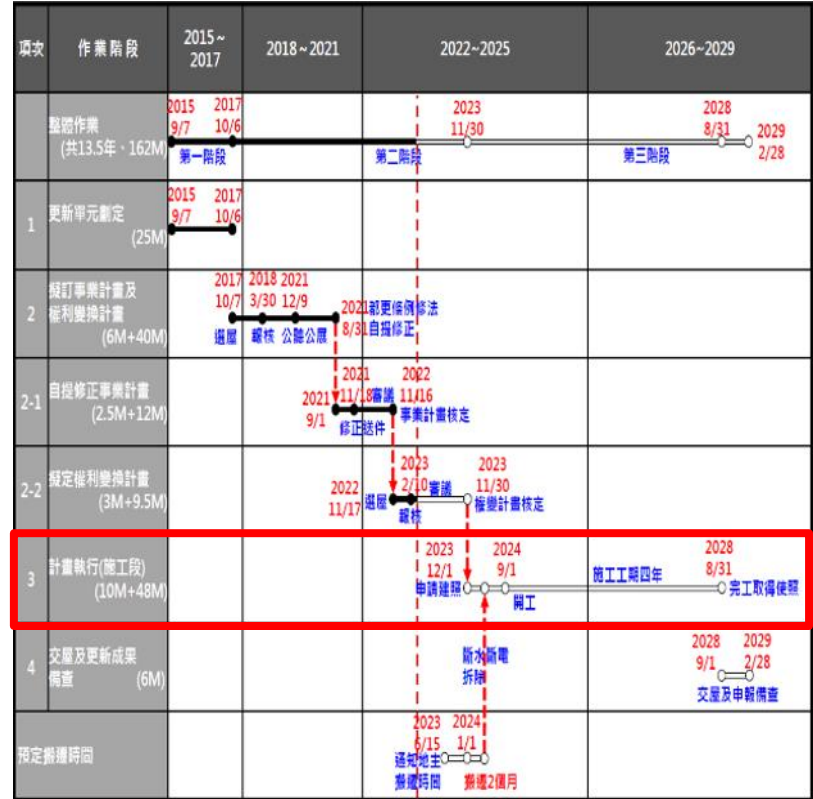 項次 作業階段 2015~2017 2018~2021 2022~2025 2026~2029
整體作業
(共13.5年、162M)
2015 9/7
2017 10/6
2023 11/30
2028 8/31
2029 2/28
第一階段
第二階段
第三階段
1 更新單元劃定
(25M)
2015 9/7
2017 10/6
2 擬訂事業計畫及
權利變換計畫
(6M+40M)
2017 10/7
2018 3/30
2021 12/9
2021 8/31
都更條例修法
自提修正
選屋
報核
公聽公展
2-1 自提修正事業計畫
(2.5M+12M)
2021 9/1
2021 11/18
審議
2022 11/16
修正送件
事業計畫核定
2-2 擬定權利變換計畫
(3M+9.5M)
2022 11/17
選屋
2023 2/10
報核
審議
2023 11/30
權變計畫核定
3 計畫執行(施工段)
(10M+48M)
2023 12/1
申請建照
2024 9/1
開工
施工工期四年
2028 8/31
完工取得使照
4 交屋及更新成果
備查
(6M)
斷水斷電
拆除
2028 9/1
2029 2/28
交屋及申報備查
預定搬遷時間
2023 6/15
2024 1/1
通知地主
搬遷時間
搬遷2個月